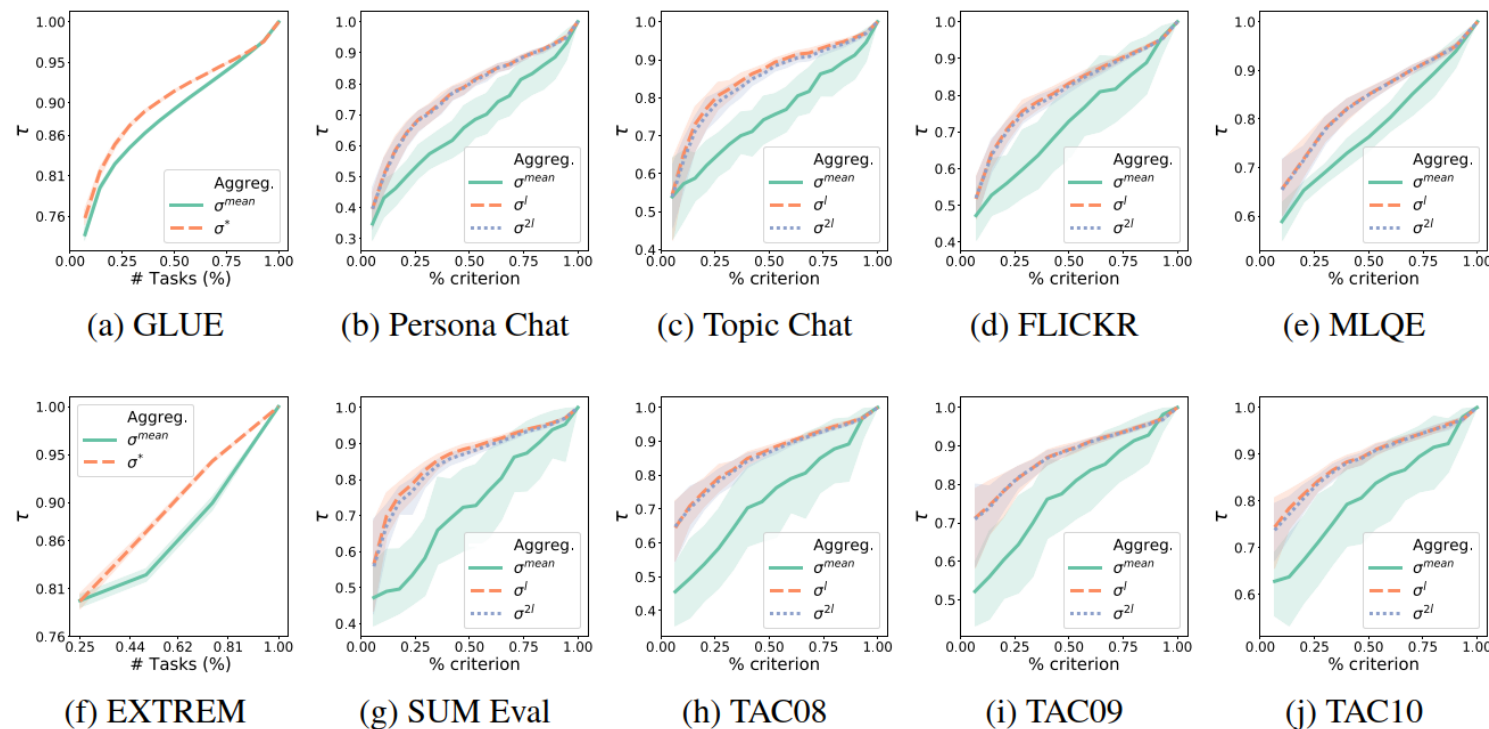 τ
1.00
0.95
0.90
0.86
0.81
0.76
Aggreg.
σ^mean
σ^*
0.00 0.25 0.50 0.75 1.00
# Tasks (%)
(a) GLUE
τ
1.0
0.9
0.8
0.7
0.6
0.5
0.4
0.3
Aggreg.
σ^mean
σ^l
σ^2l
0.00 0.25 0.50 0.75 1.00
% criterion
(b) Persona Chat
τ
1.0
0.9
0.8
0.7
0.6
0.5
0.4
Aggreg.
σ^mean
σ^l
σ^2l
0.00 0.25 0.50 0.75 1.00
% criterion
(c) Topic Chat
τ
1.0
0.9
0.8
0.7
0.6
0.5
0.4
Aggreg.
σ^mean
σ^l
σ^2l
0.00 0.25 0.50 0.75 1.00
% criterion
(d) FLICKR
τ
1.0
0.9
0.8
0.7
0.6
Aggreg.
σ^mean
σ^l
σ^2l
0.00 0.25 0.50 0.75 1.00
% criterion
(e) MLQE
τ
1.00
0.95
0.90
0.86
0.81
0.76
Aggreg.
σ^mean
σ^*
0.25 0.44 0.62 0.81 1.00
# Tasks (%)
(f) EXTREM
τ
1.0
0.9
0.8
0.7
0.6
0.5
0.4
Aggreg.
σ^mean
σ^l
σ^2l
0.00 0.25 0.50 0.75 1.00
% criterion
(g) SUM Eval
τ
1.0
0.9
0.8
0.7
0.6
0.5
0.4
Aggreg.
σ^mean
σ^l
σ^2l
0.00 0.25 0.50 0.75 1.00
% criterion
(h) TAC08
τ
1.0
0.9
0.8
0.7
0.6
0.5
Aggreg.
σ^mean
σ^l
σ^2l
0.00 0.25 0.50 0.75 1.00
% criterion
(i) TAC09
τ
1.0
0.9
0.8
0.7
0.6
Aggreg.
σ^mean
σ^l
σ^2l
0.00 0.25 0.50 0.75 1.00
% criterion
(j) TAC10